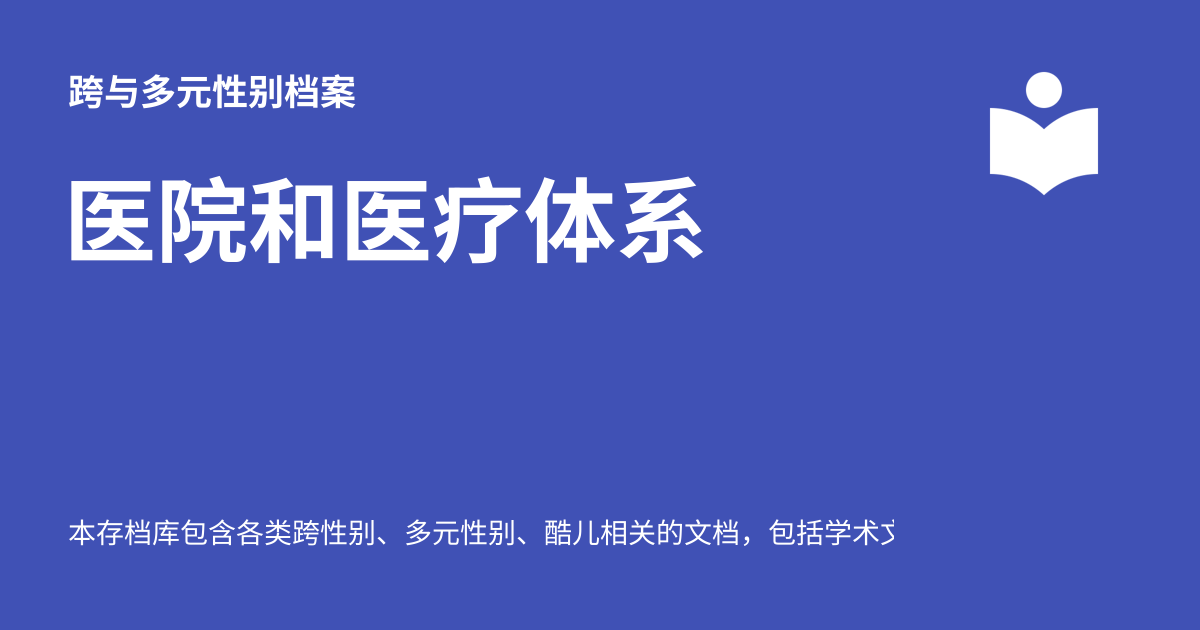 跨与多元性别档案
医院和医疗体系
本存档库包含各类跨性别、多元性别、酷儿相关的文档，包括学术